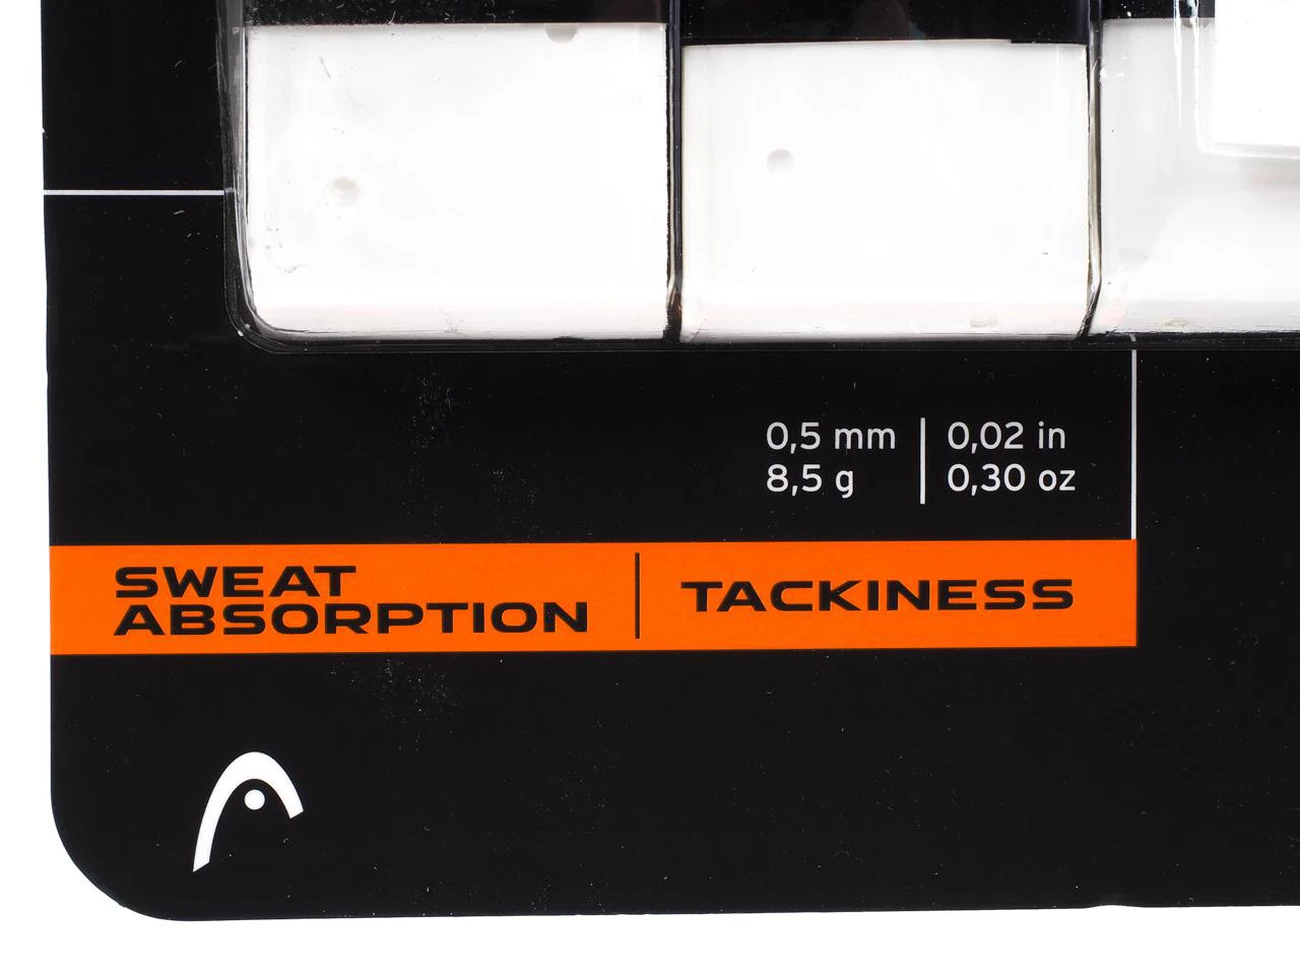 0,5 mm | 0,02 in
8,5 g | 0,30 oz
SWEAT
ABSORPTION | TACKINESS